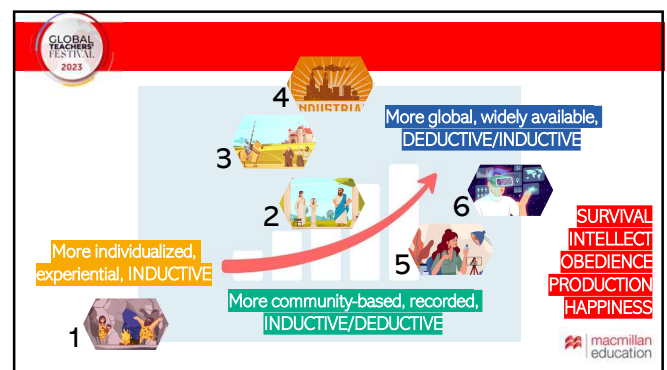 GLOBAL
TEACHERS'
FESTIVAL
2023
4
INDUSTRIAL
More global, widely available,
DEDUCTIVE/INDUCTIVE
3
2
6
SURVIVAL
INTELLECT
OBEDIENCE
PRODUCTION
HAPPINESS
More individualized,
experiential, INDUCTIVE
5
More community-based, recorded,
INDUCTIVE/DEDUCTIVE
1
macmillan
education